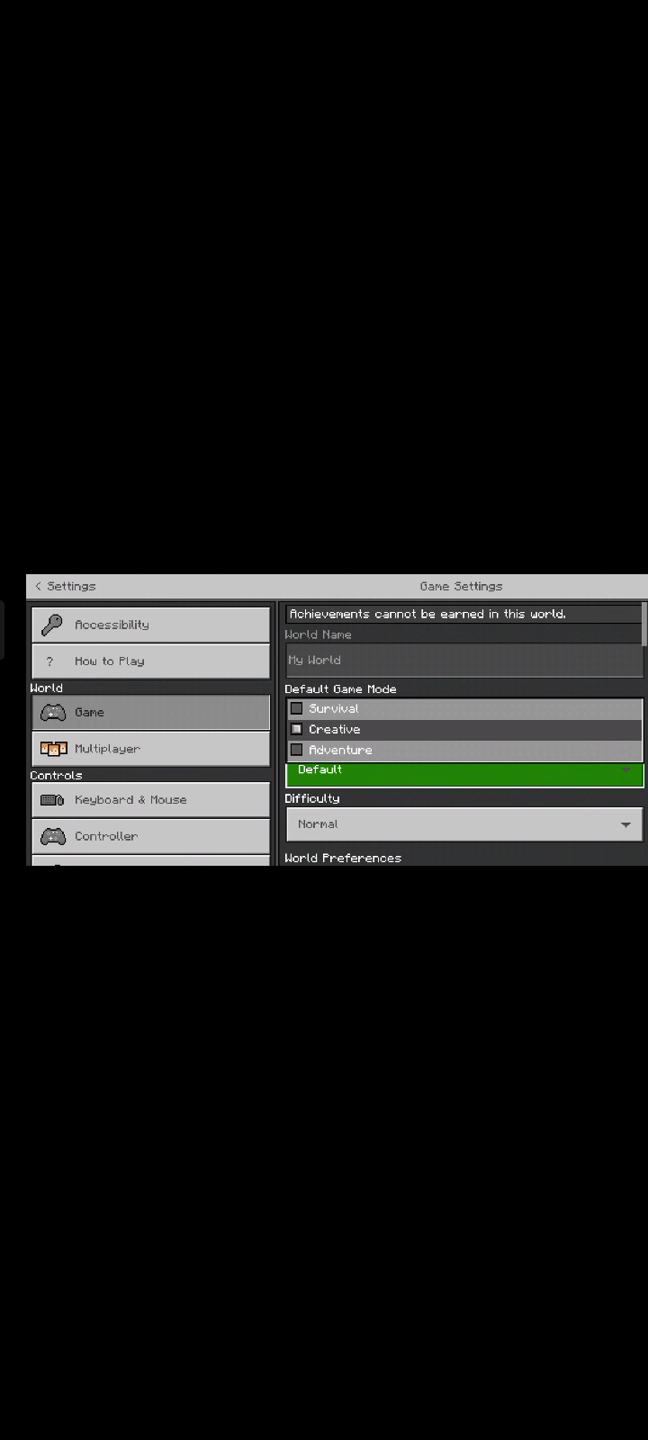 < Settings
Game Settings
Accessibility
? How to Play
World
Game
Multiplayer
Controls
Keyboard & Mouse
Controller
Achievements cannot be earned in this world.
World Name
My World
Default Game Mode
Survival
Creative
Adventure
Default
Difficulty
Normal
World Preferences